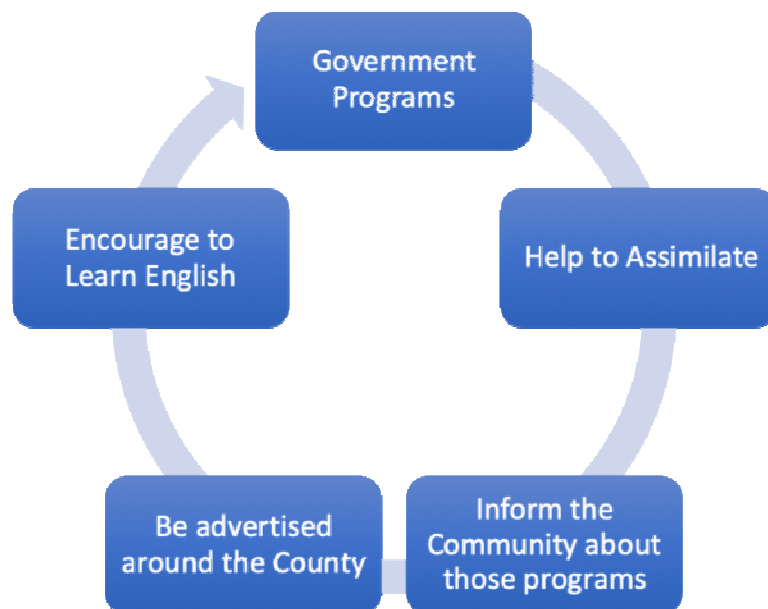 Government
Programs
Help to Assimilate
Inform the
Community about
those programs
Be advertised
around the County
Encourage to
Learn English